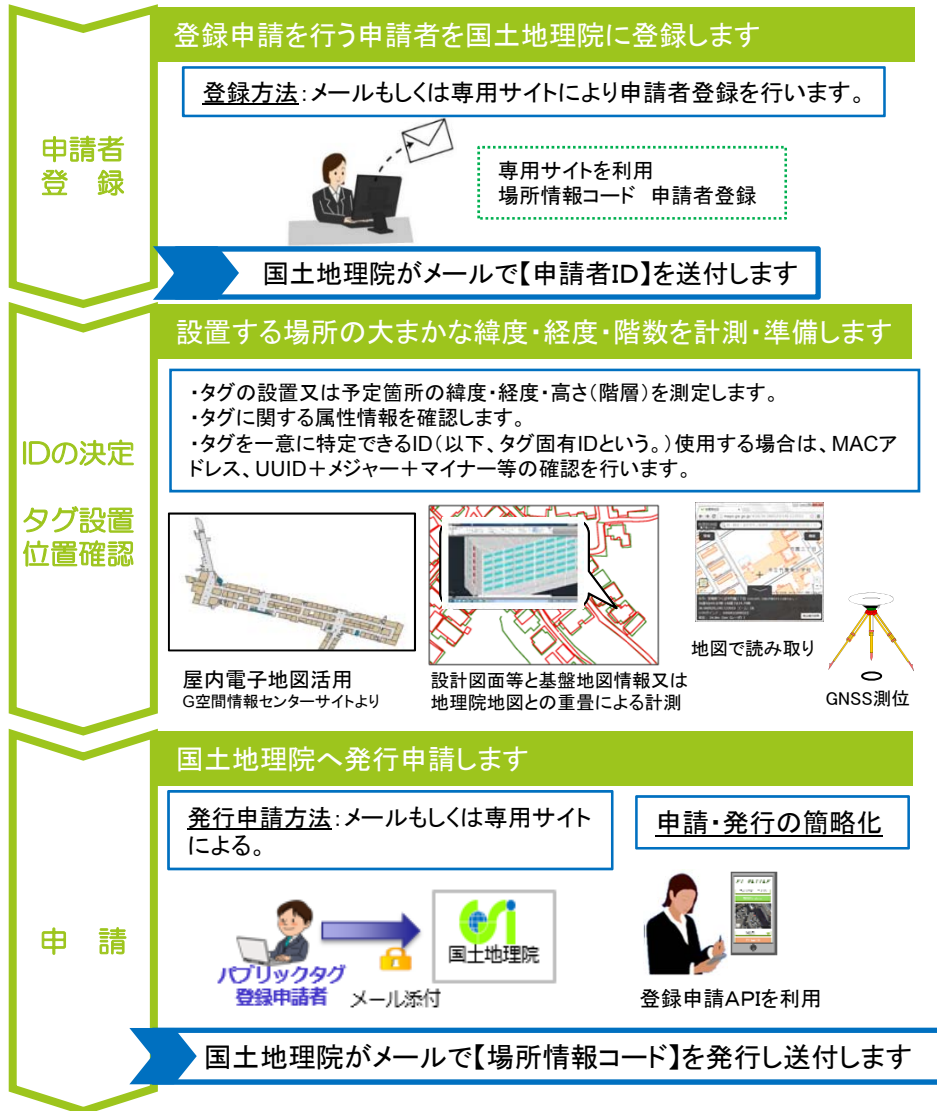 登録申請を行う申請者を国土地理院に登録します
登録方法：メールもしくは専用サイトにより申請者登録を行います。
申請者
登　録
専用サイトを利用
場所情報コード　申請者登録
国土地理院がメールで【申請者ID】を送付します
設置する場所の大まかな緯度・経度・階数を計測・準備します
・タグの設置又は予定箇所の緯度・経度・高さ（階層）を測定します。
・タグに関する属性情報を確認します。
・タグを一意に特定できるID（以下、タグ固有IDという。）使用する場合は、MACア
ドレス、UUID＋メジャー＋マイナー等の確認を行います。
IDの決定
タグ設置
位置確認
屋内電子地図活用
G空間情報センターサイトより
設計図面等と基盤地図情報又は
地理院地図との重畳による計測
地図で読み取り
GNSS測位
国土地理院へ発行申請します
発行申請方法：メールもしくは専用サイト
による。
申請・発行の簡略化
申　請
国土地理院
パブリックタグ
登録申請者
メール添付
登録申請APIを利用
国土地理院がメールで【場所情報コード】を発行し送付します